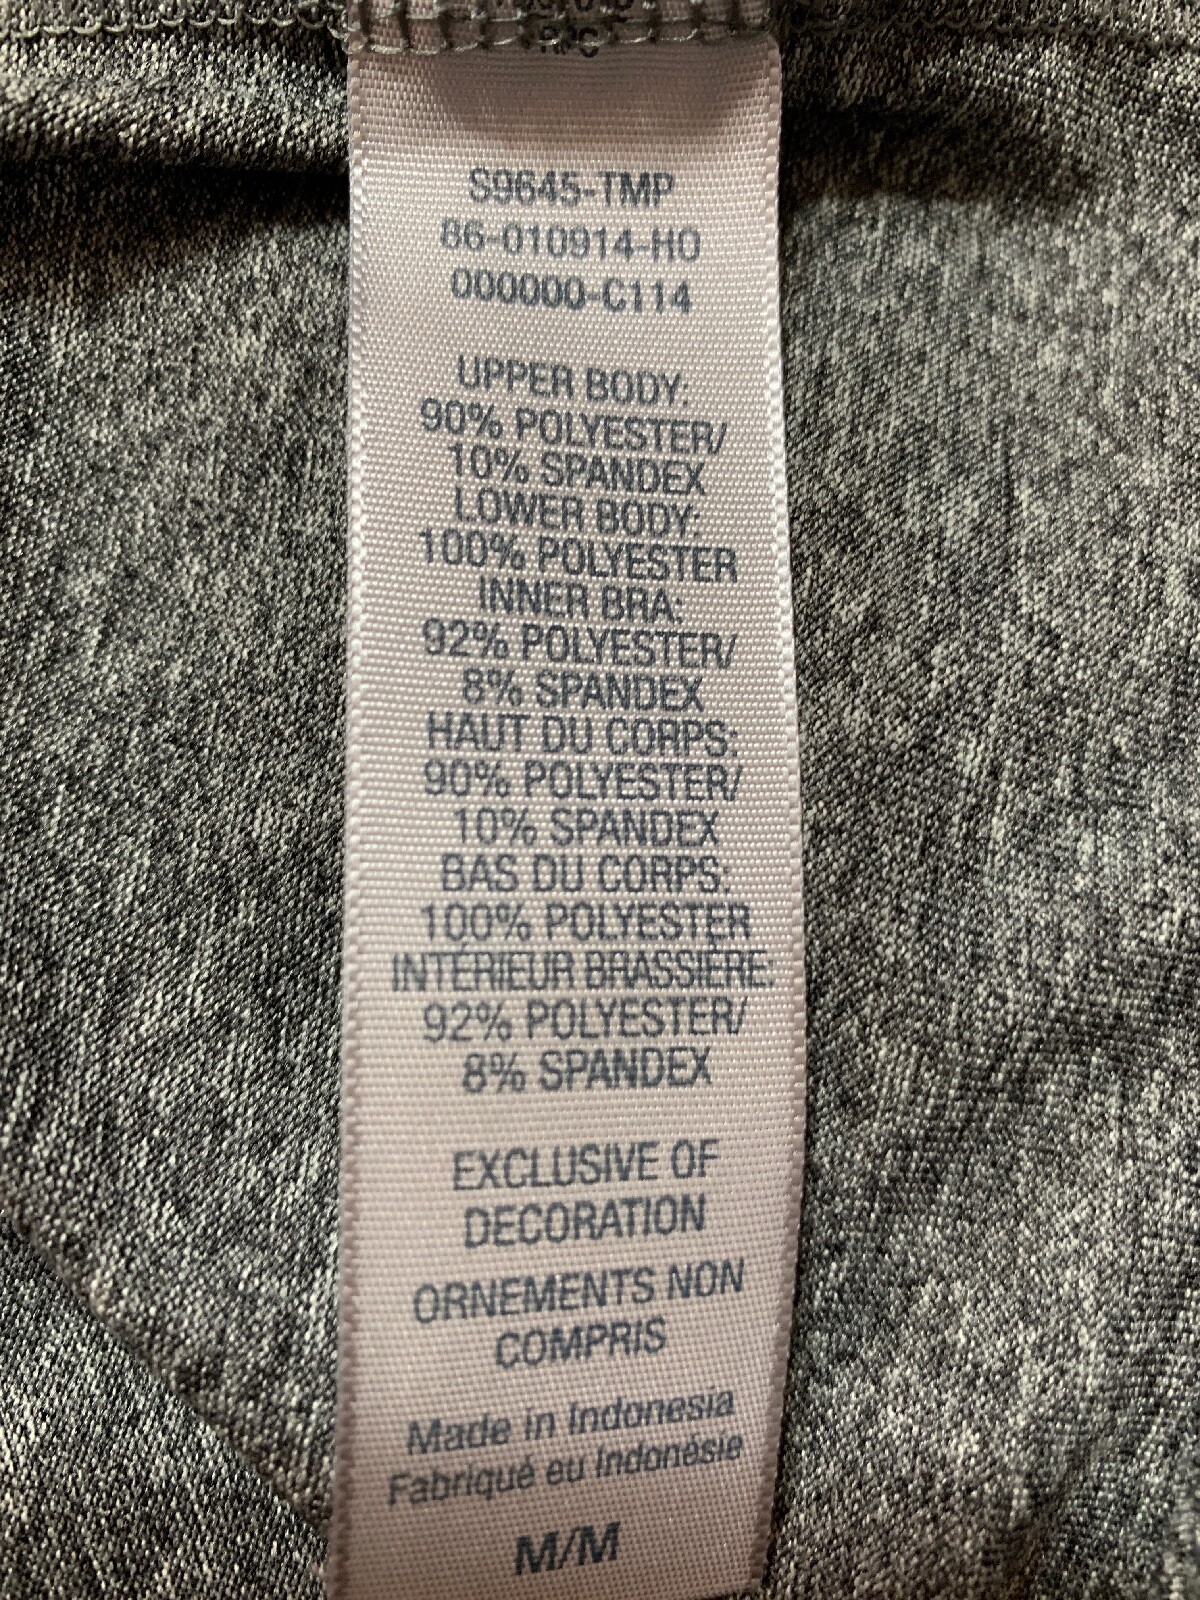 S9645-TMP
86-010914-HO
000000-C114
UPPER BODY:
90% POLYESTER/
10% SPANDEX
LOWER BODY:
100% POLYESTER
INNER BRA:
92% POLYESTER/
8% SPANDEX
HAUT DU CORPS:
90% POLYESTER/
10% SPANDEX
BAS DU CORPS:
100% POLYESTER
INTÉRIEUR BRASSIÈRE:
92% POLYESTER/
8% SPANDEX
EXCLUSIVE OF
DECORATION
ORNEMENTS NON
COMPRIS
Made in Indonesia
Fabriqué eu Indonésie
M/M